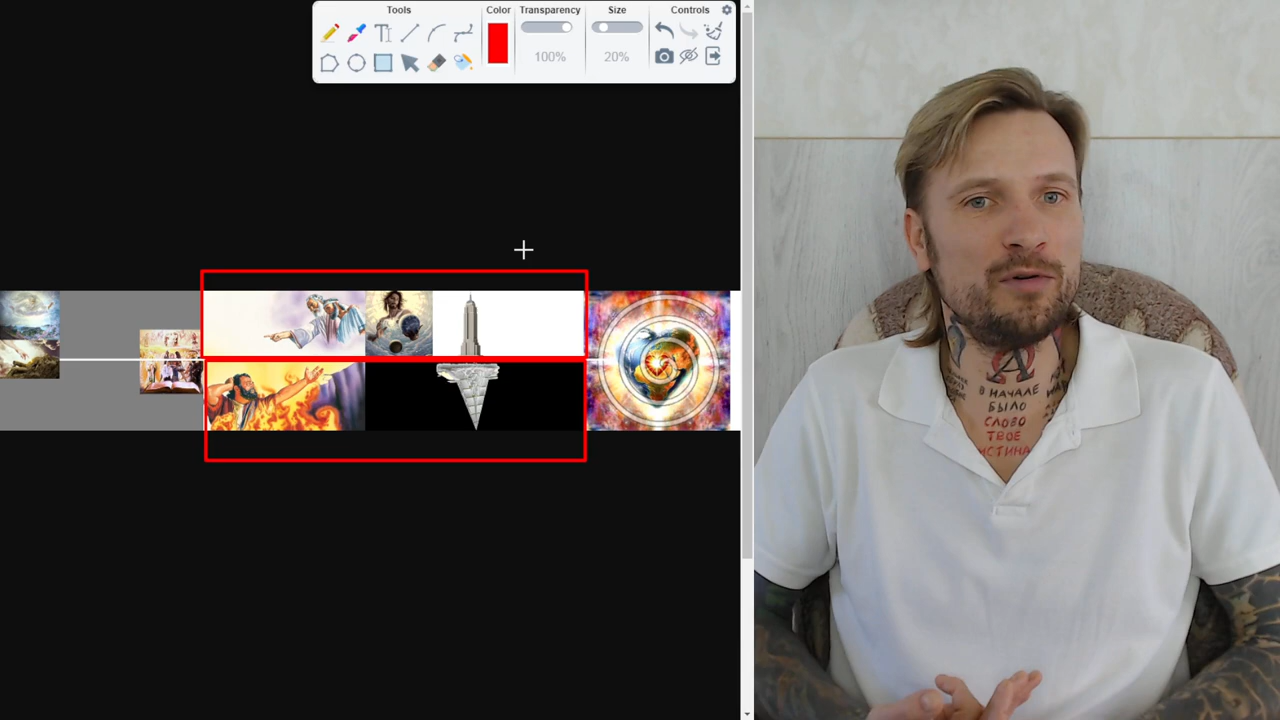 Tools
Color
Transparency
Size
Controls
100%
20%
В НАЧАЛЕ
БЫЛО
СЛОВО
ТВОЕ
ИСТИНА